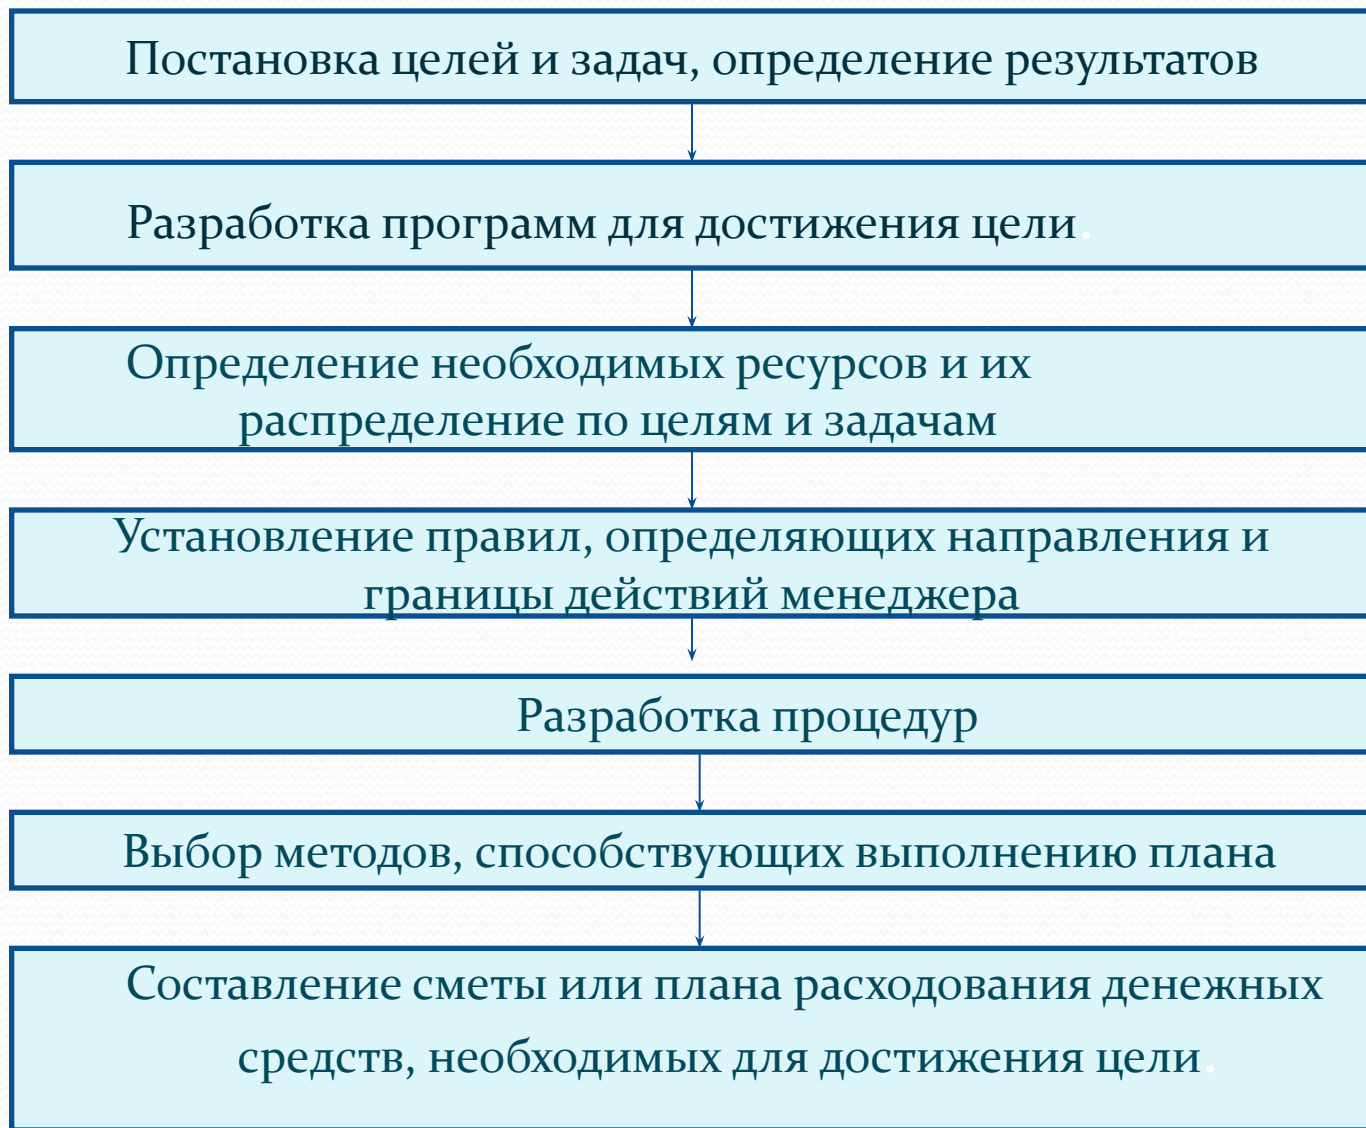 Постановка целей и задач, определение результатов
Разработка программ для достижения цели.
Определение необходимых ресурсов и их
распределение по целям и задачам
Установление правил, определяющих направления и
границы действий менеджера
Разработка процедур
Выбор методов, способствующих выполнению плана
Составление сметы или плана расходования денежных
средств, необходимых для достижения цели.